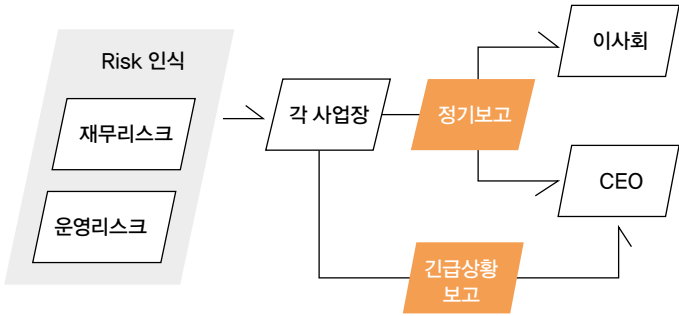 Risk 인식
재무리스크
운영리스크
각 사업장
정기보고
이사회
CEO
긴급상황
보고